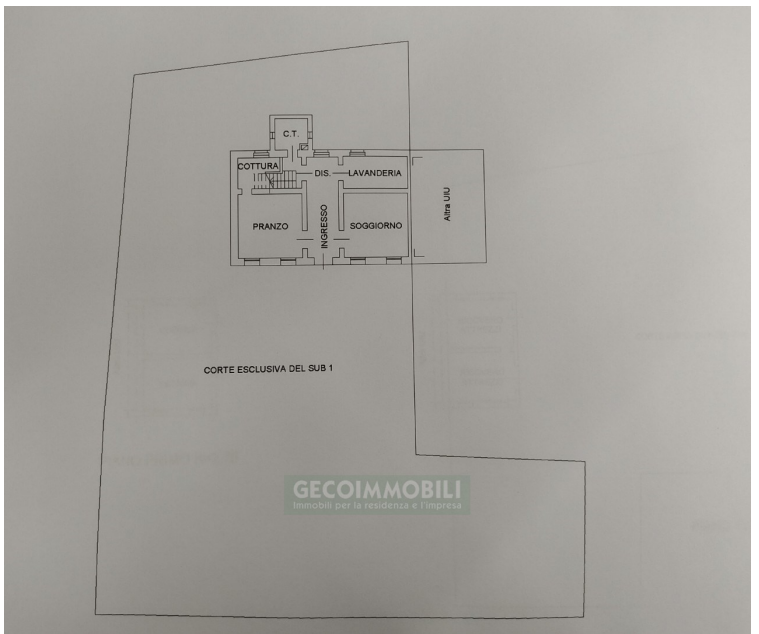 C.T.
COTTURA
DIS.
LAVANDERIA
PRANZO
INGRESSO
SOGGIORNO
Altra UIU
CORTE ESCLUSIVA DEL SUB 1
GECOIMMOBILI
Immobili per la residenza e l'impresa